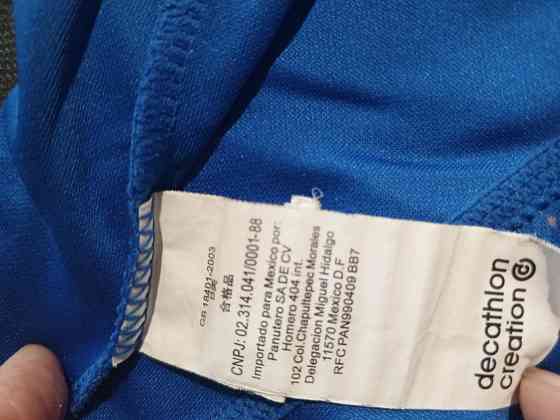 GB 18401-2003
合格品
CNPJ: 02.314.041/0001-88
Importado para Mexico por:
Panutero SA DE CV
Homero 404 int.
102 Col.Chapultepec Morales
Delegacion Miguel Hidalgo
11570 Mexico D.F
RFC PAN990409 BB7
decathlon
creation